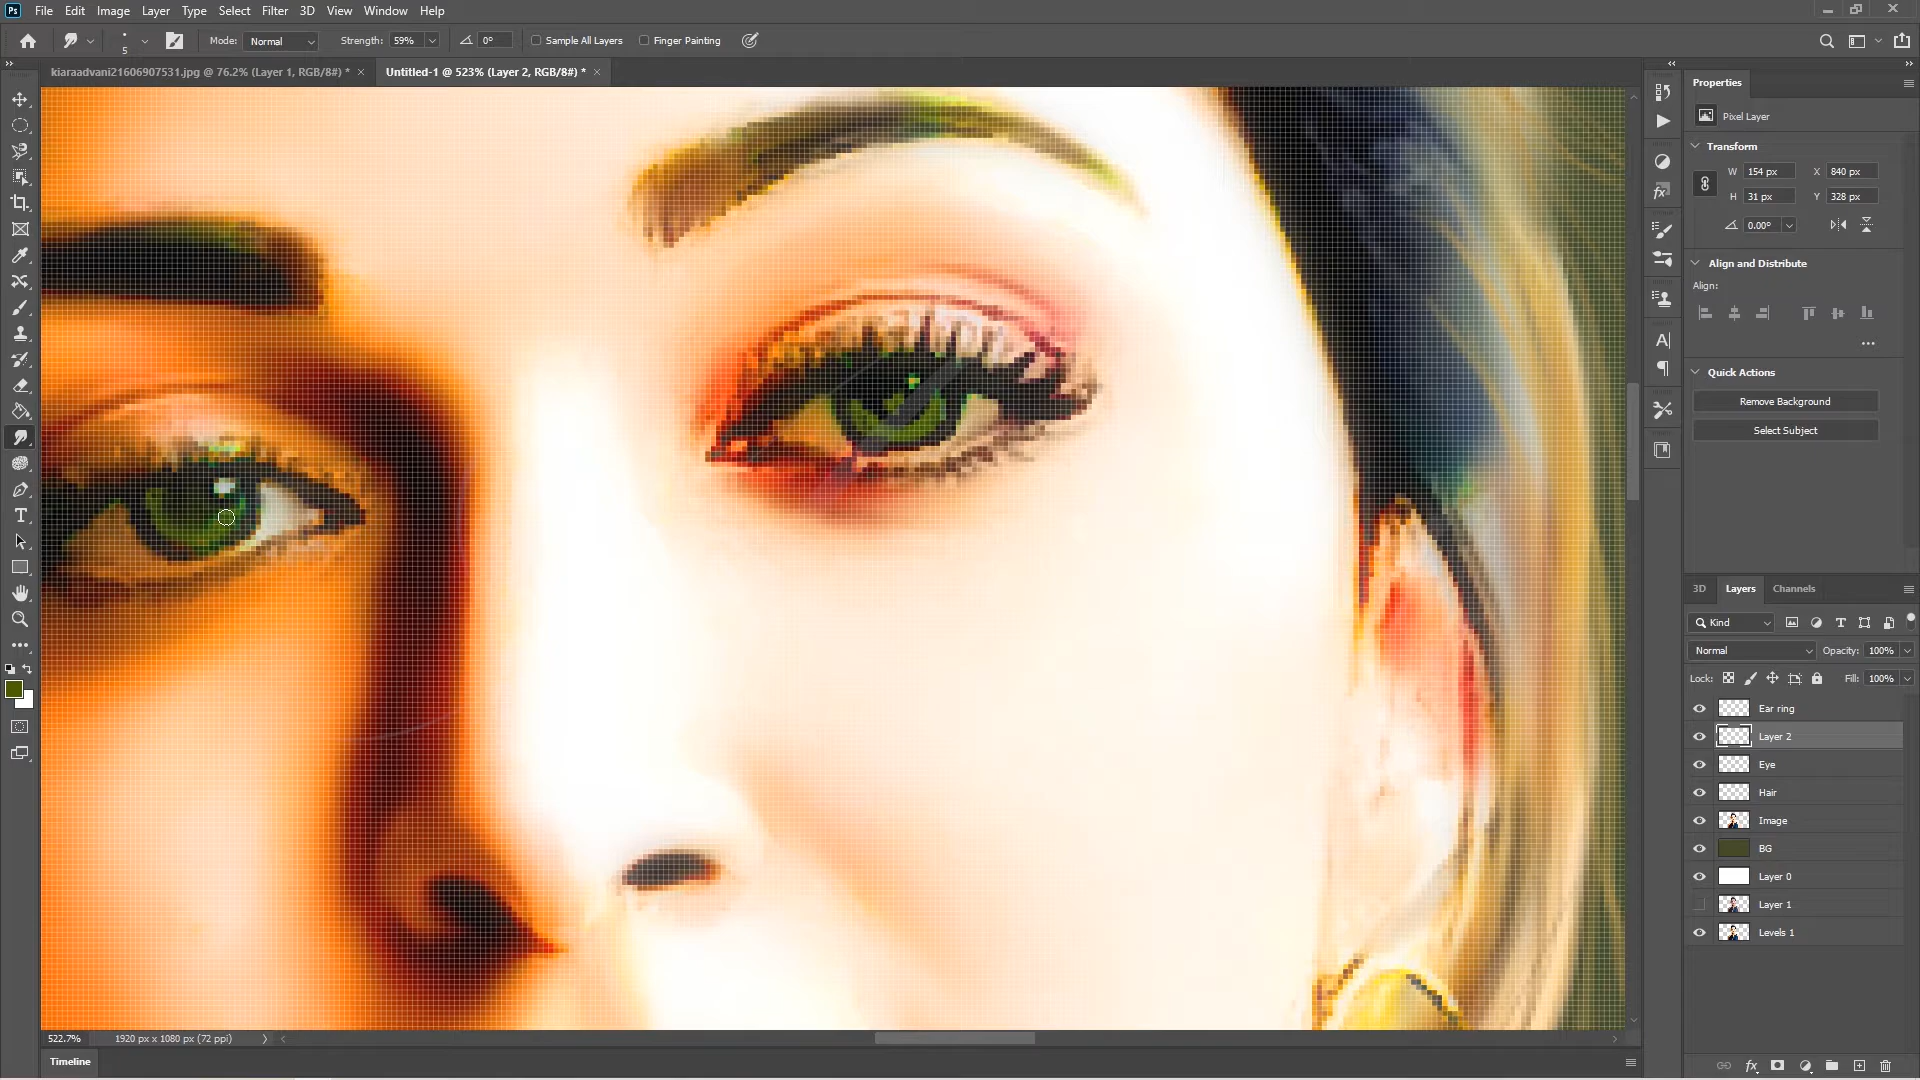 Ps File Edit Image Layer Type Select Filter 3D View Window Help
5 Mode: Normal Strength: 59% 0° Sample All Layers Finger Painting
kiaraadvani21606907531.jpg @ 76.2% (Layer 1, RGB/8#) * × Untitled-1 @ 523% (Layer 2, RGB/8#) * ×
Properties
Pixel Layer
Transform
W 154 px X 840 px
H 31 px Y 328 px
0.00°
Align and Distribute
Align:
Quick Actions
Remove Background
Select Subject
3D Layers Channels
Kind
Normal Opacity: 100%
Lock: Fill: 100%
Ear ring
Layer 2
Eye
Hair
Image
BG
Layer 0
Layer 1
Levels 1
522.7% 1920 px x 1080 px (72 ppi)
Timeline